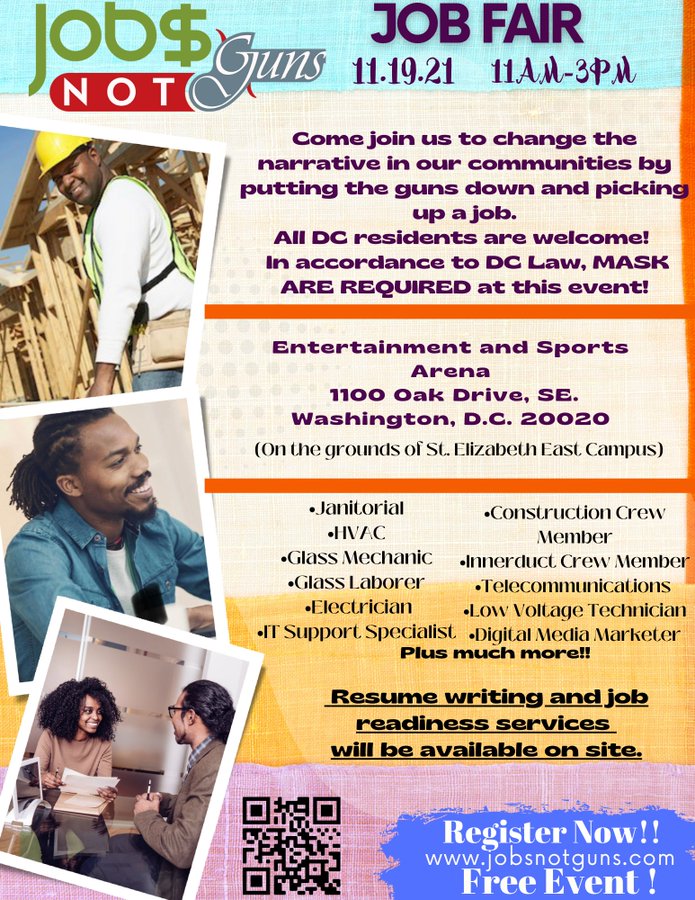 JOB$
NOT Guns
JOB FAIR
11.19.21 11AM-3PM
Come join us to change the
narrative in our communities by
putting the guns down and picking
up a job.
All DC residents are welcome!
In accordance to DC Law, MASK
ARE REQUIRED at this event!
Entertainment and Sports
Arena
1100 Oak Drive, SE.
Washington, D.C. 20020
(On the grounds of St. Elizabeth East Campus)
•Janitorial
•HVAC
•Glass Mechanic
•Glass Laborer
•Electrician
•IT Support Specialist
•Construction Crew
Member
•Innerduct Crew Member
•Telecommunications
•Low Voltage Technician
•Digital Media Marketer
Plus much more!!
Resume writing and job
readiness services
will be available on site.
Register Now!!
www.jobsnotguns.com
Free Event !